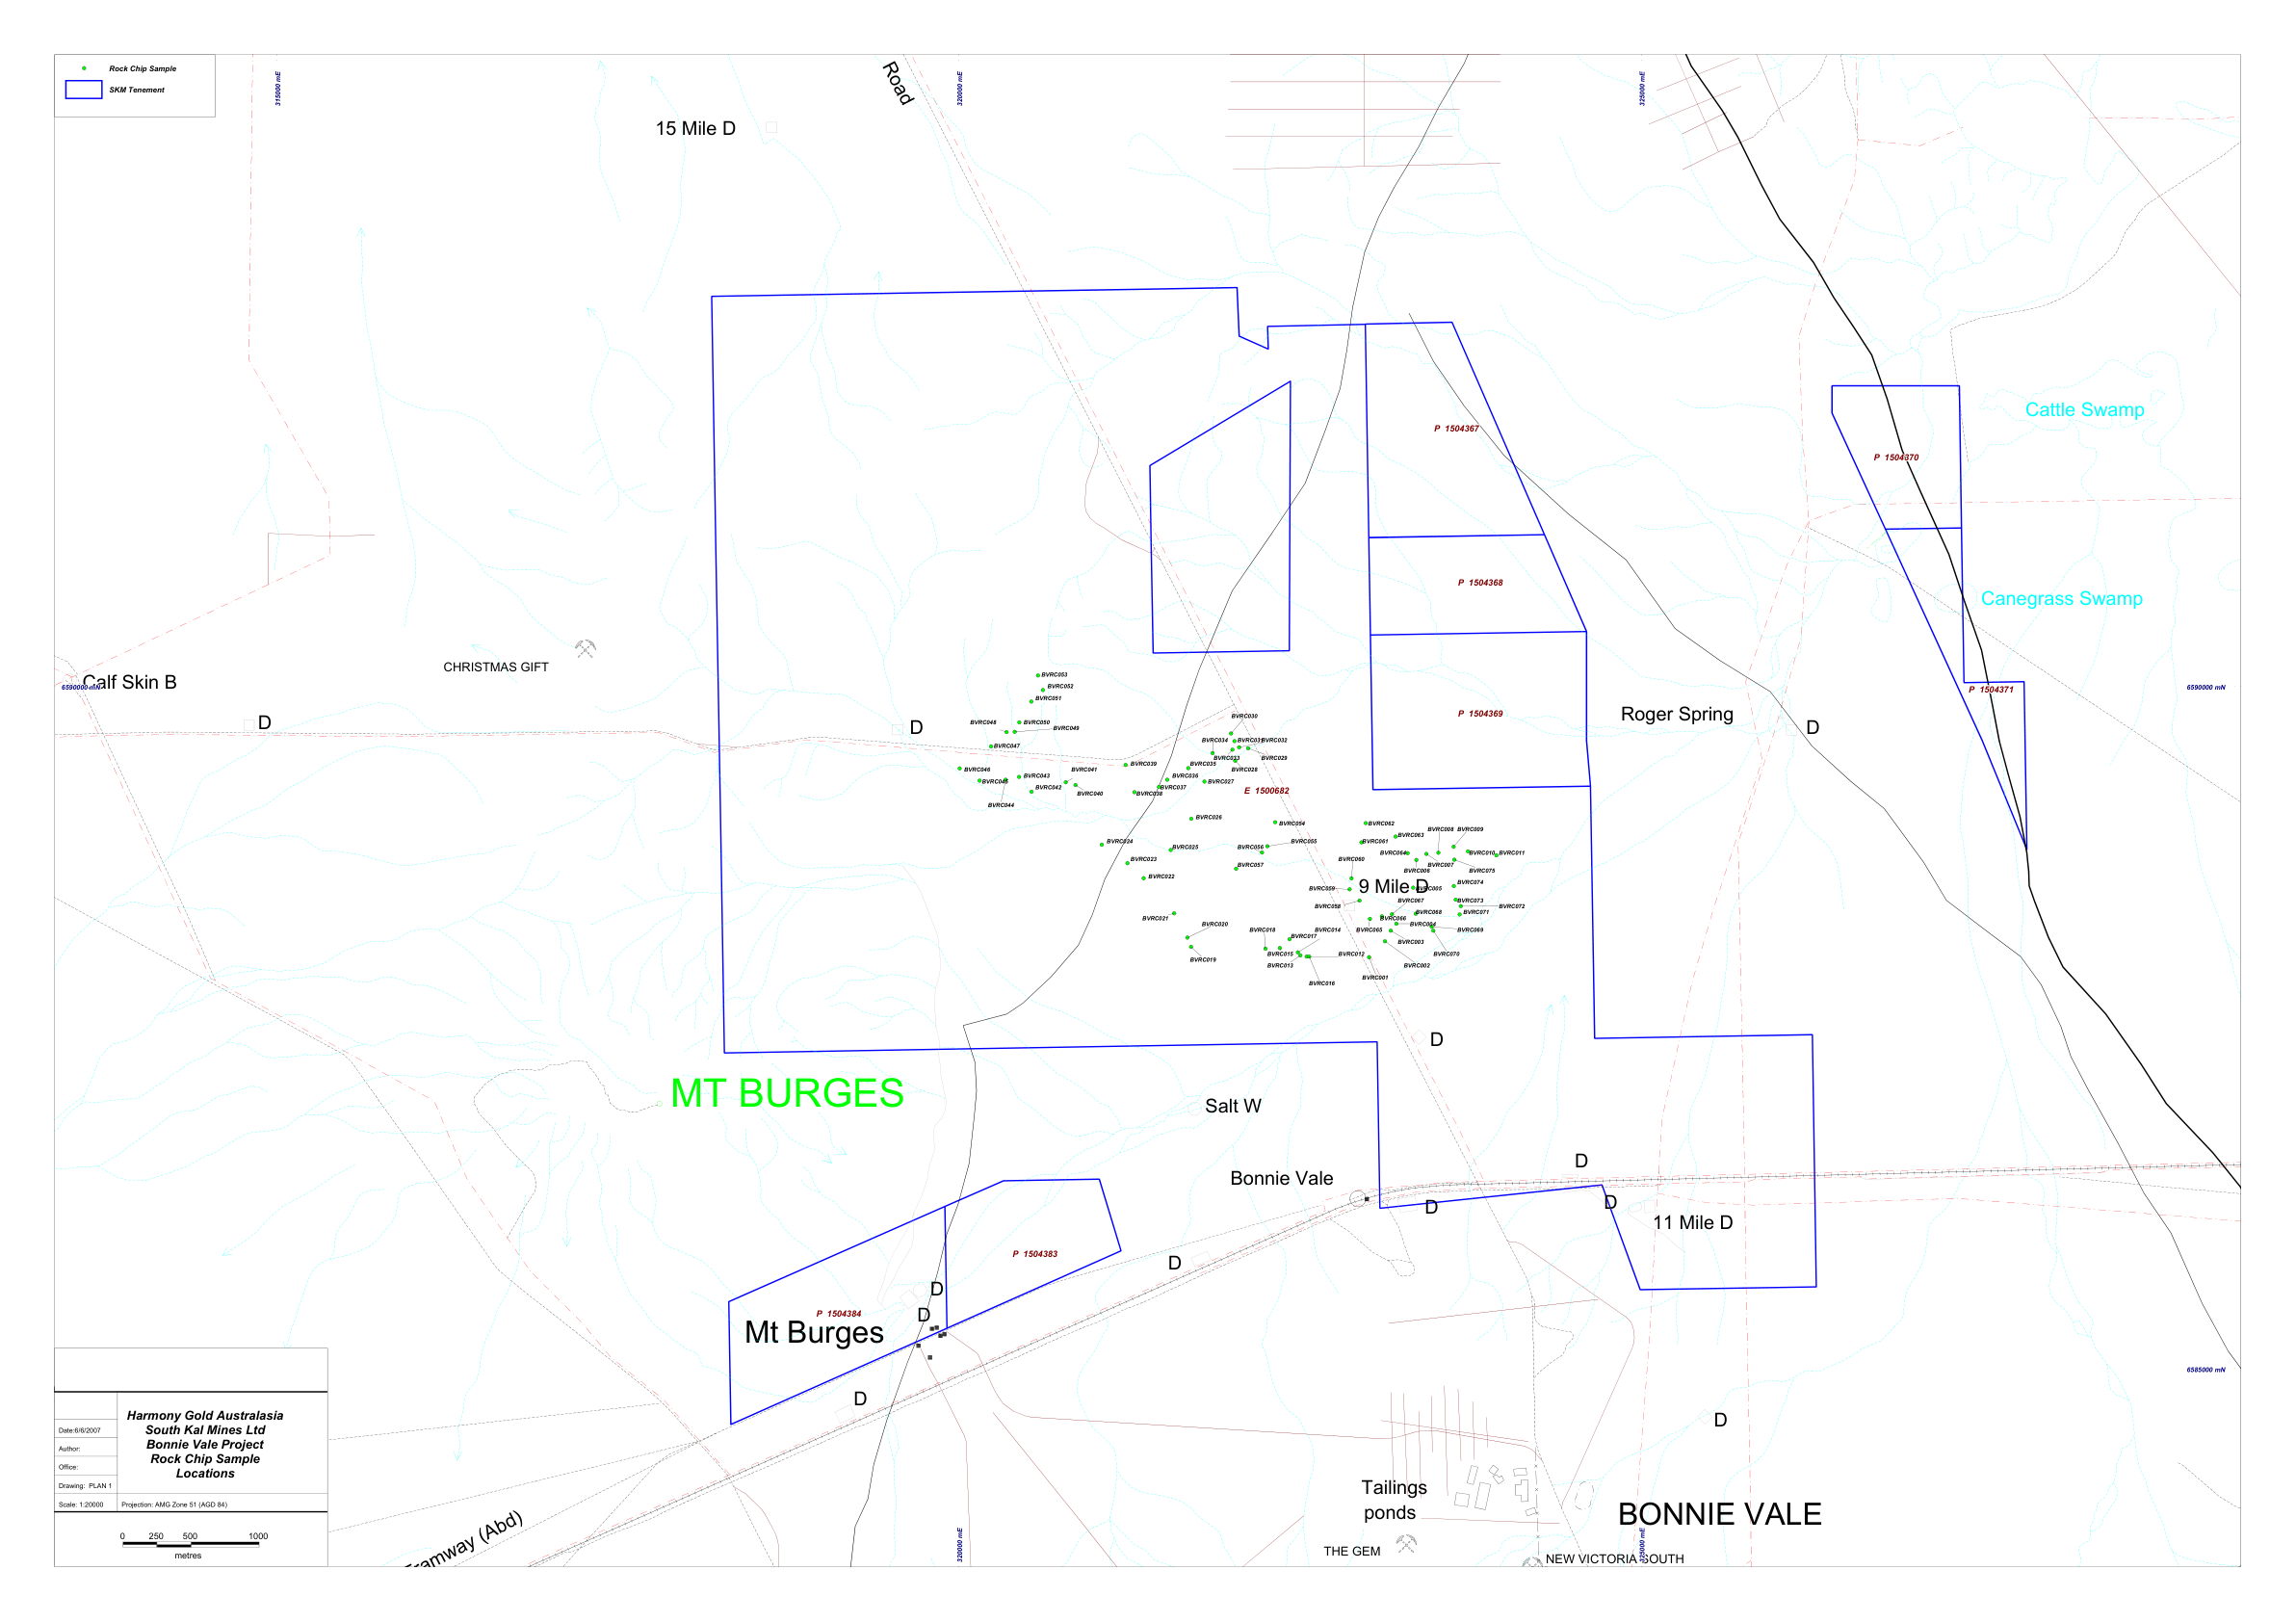 Rock Chip Sample
SKM Tenement
315000 mE
320000 mE
325000 mE
Road
15 Mile D
P 1504367
Cattle Swamp
P 1504370
P 1504368
Canegrass Swamp
CHRISTMAS GIFT
Calf Skin B
6590000 mN
6590000 mN
P 1504371
P 1504369
Roger Spring
D
D
D
BVRC053
BVRC052
BVRC051
BVRC048
BVRC050
BVRC049
BVRC047
BVRC046
BVRC045
BVRC043
BVRC042
BVRC044
BVRC041
BVRC040
BVRC039
BVRC038
BVRC037
BVRC036
BVRC035
BVRC034
BVRC030
BVRC031
BVRC032
BVRC033
BVRC029
BVRC028
BVRC027
E 1500682
BVRC026
BVRC054
BVRC062
BVRC024
BVRC025
BVRC023
BVRC022
BVRC056
BVRC055
BVRC057
BVRC061
BVRC063
BVRC008
BVRC009
BVRC064
BVRC007
BVRC010
BVRC011
BVRC006
BVRC075
BVRC060
BVRC059
9 Mile D
BVRC005
BVRC074
BVRC058
BVRC067
BVRC073
BVRC072
BVRC068
BVRC071
BVRC066
BVRC004
BVRC065
BVRC069
BVRC021
BVRC020
BVRC019
BVRC018
BVRC017
BVRC014
BVRC015
BVRC013
BVRC012
BVRC016
BVRC003
BVRC070
BVRC002
BVRC001
D
MT BURGES
Salt W
Bonnie Vale
D
D
D
11 Mile D
P 1504383
D
D
D
P 1504384
Mt Burges
6585000 mN
D
D
Harmony Gold Australasia
South Kal Mines Ltd
Bonnie Vale Project
Rock Chip Sample
Locations
Date:6/6/2007
Author:
Office:
Drawing: PLAN 1
Scale: 1:20000
Projection: AMG Zone 51 (AGD 84)
0 250 500 1000
metres
Tramway (Abd)
Tailings
ponds
BONNIE VALE
THE GEM
NEW VICTORIA SOUTH
320000 mE
325000 mE